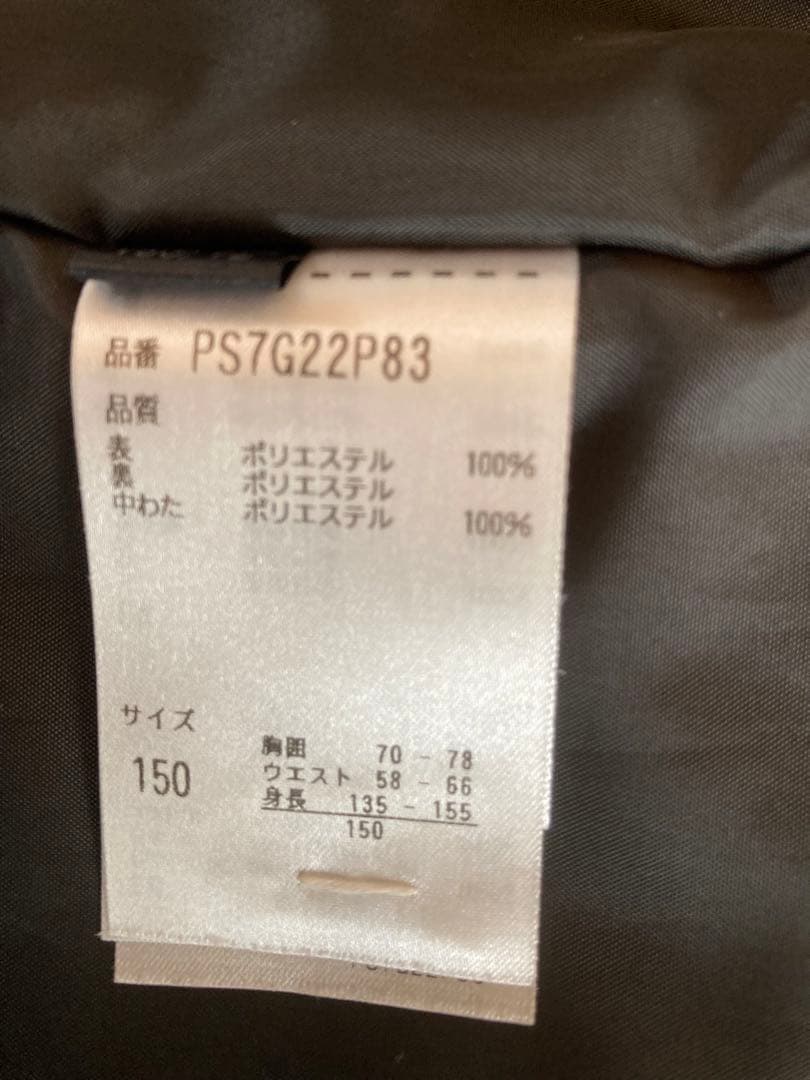 品番 PS7G22P83
品質
表 ポリエステル 100%
裏 ポリエステル
中わた ポリエステル 100%
サイズ
150
胸囲 70 - 78
ウエスト 58 - 66
身長 135 - 155
150